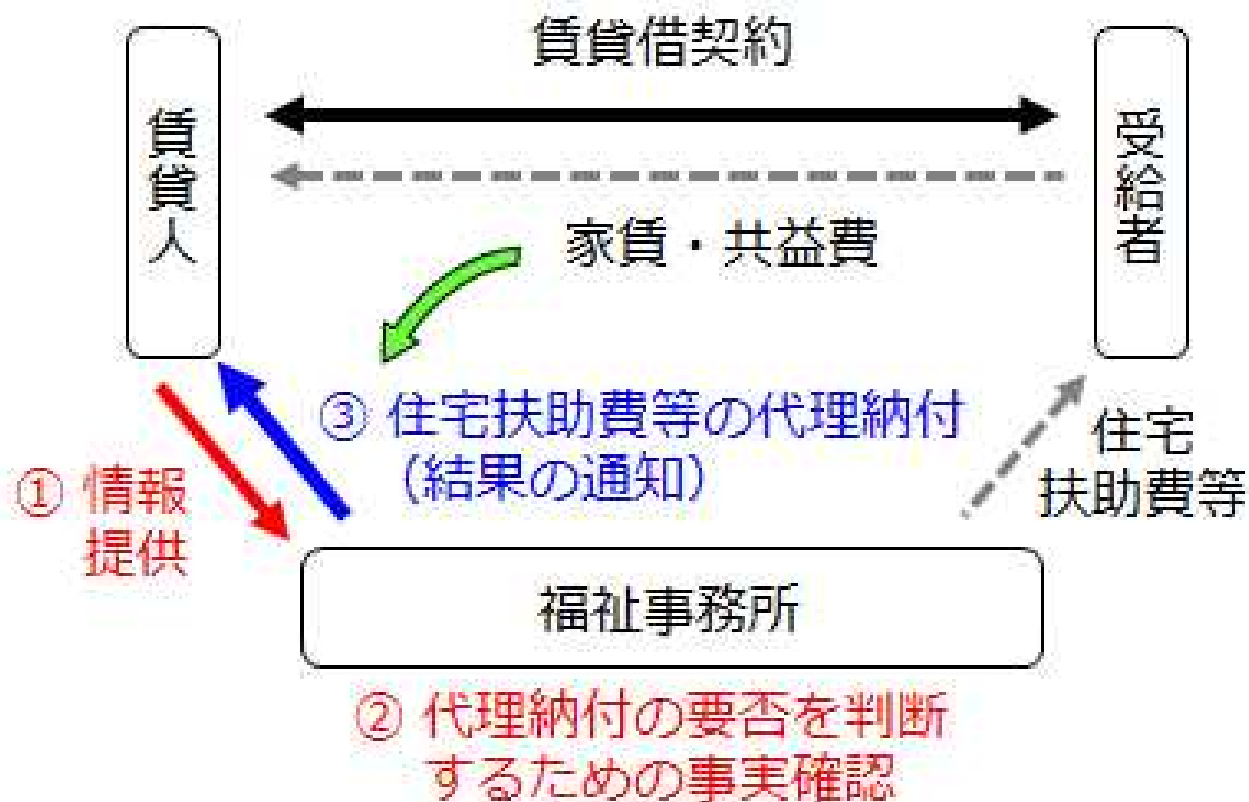 賃貸借契約
賃貸人
受給者
家賃・共益費
③ 住宅扶助費等の代理納付
（結果の通知）
住宅
扶助費等
① 情報
提供
福祉事務所
② 代理納付の要否を判断
するための事実確認